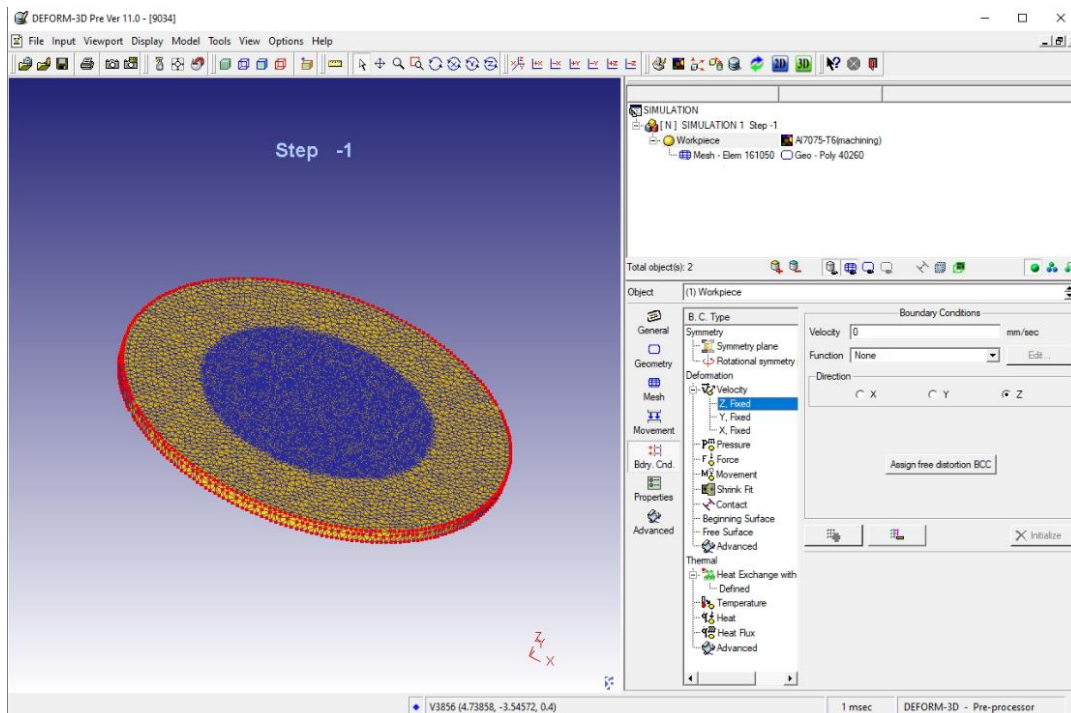 DEFORM-3D Pre Ver 11.0 - [9034]
File Input Viewport Display Model Tools View Options Help
2D 3D
Step -1
SIMULATION
[ N ] SIMULATION 1 Step -1
Workpiece Al7075-T6(machining)
Mesh - Elem 161050 Geo - Poly 40260
Total object(s): 2
Object (1) Workpiece
General
Geometry
Mesh
Movement
Bdry. Cnd.
Properties
Advanced
B. C. Type
Symmetry
Symmetry plane
Rotational symmetry
Deformation
Velocity
Z, Fixed
Y, Fixed
X, Fixed
Pressure
Force
Movement
Shrink Fit
Contact
Beginning Surface
Free Surface
Advanced
Thermal
Heat Exchange with
Defined
Temperature
Heat
Heat Flux
Advanced
Boundary Conditions
Velocity 0 mm/sec
Function None Edit...
Direction
X Y Z
Assign free distortion BCC
Initialize
Z
Y
X
V3856 (4.73858, -3.54572, 0.4) 1 msec DEFORM-3D - Pre-processor